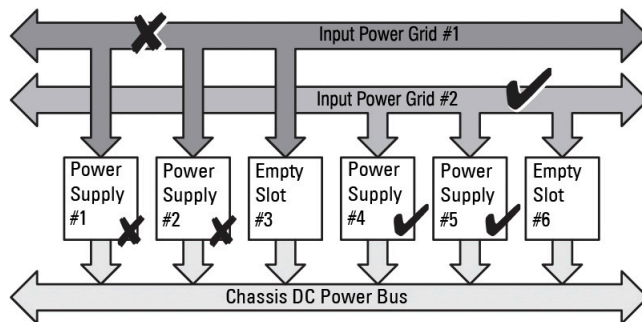 Input Power Grid #1
Input Power Grid #2
Power
Supply
#1
Power
Supply
#2
Empty
Slot
#3
Power
Supply
#4
Power
Supply
#5
Empty
Slot
#6
Chassis DC Power Bus